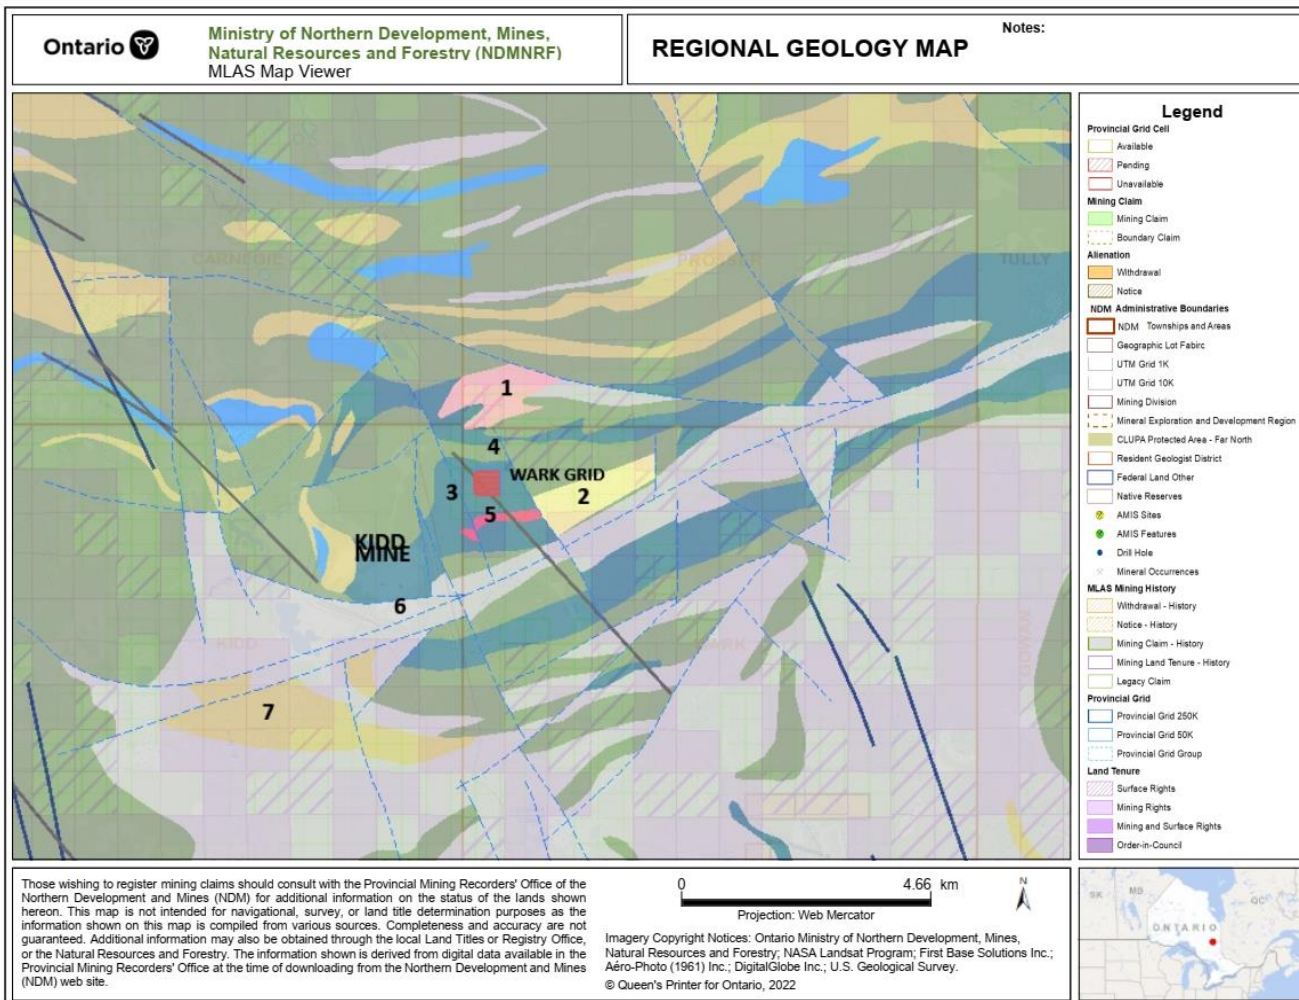 Ontario
Ministry of Northern Development, Mines,
Natural Resources and Forestry (NDMNRF)
MLAS Map Viewer
REGIONAL GEOLOGY MAP
Notes:
CARNEGIE
PROSSER
TULLY
1
4
WARK GRID
3
2
5
KIDD
MINE
6
KIDD
WARK
GOWAN
7
Legend
Provincial Grid Cell
Available
Pending
Unavailable
Mining Claim
Mining Claim
Boundary Claim
Alienation
Withdrawal
Notice
NDM Administrative Boundaries
NDM Townships and Areas
Geographic Lot Fabirc
UTM Grid 1K
UTM Grid 10K
Mining Division
Mineral Exploration and Development Region
CLUPA Protected Area - Far North
Resident Geologist District
Federal Land Other
Native Reserves
AMIS Sites
AMIS Features
Drill Hole
Mineral Occurrences
MLAS Mining History
Withdrawal - History
Notice - History
Mining Claim - History
Mining Land Tenure - History
Legacy Claim
Provincial Grid
Provincial Grid 250K
Provincial Grid 50K
Provincial Grid Group
Land Tenure
Surface Rights
Mining Rights
Mining and Surface Rights
Order-in-Council
Those wishing to register mining claims should consult with the Provincial Mining Recorders' Office of the
Northern Development and Mines (NDM) for additional information on the status of the lands shown
hereon. This map is not intended for navigational, survey, or land title determination purposes as the
information shown on this map is compiled from various sources. Completeness and accuracy are not
guaranteed. Additional information may also be obtained through the local Land Titles or Registry Office,
or the Natural Resources and Forestry. The information shown is derived from digital data available in the
Provincial Mining Recorders' Office at the time of downloading from the Northern Development and Mines
(NDM) web site.
0 4.66 km
N
Projection: Web Mercator
Imagery Copyright Notices: Ontario Ministry of Northern Development, Mines,
Natural Resources and Forestry; NASA Landsat Program; First Base Solutions Inc.;
Aéro-Photo (1961) Inc.; DigitalGlobe Inc.; U.S. Geological Survey.
© Queen's Printer for Ontario, 2022
SK
MB
ONTARIO
QC